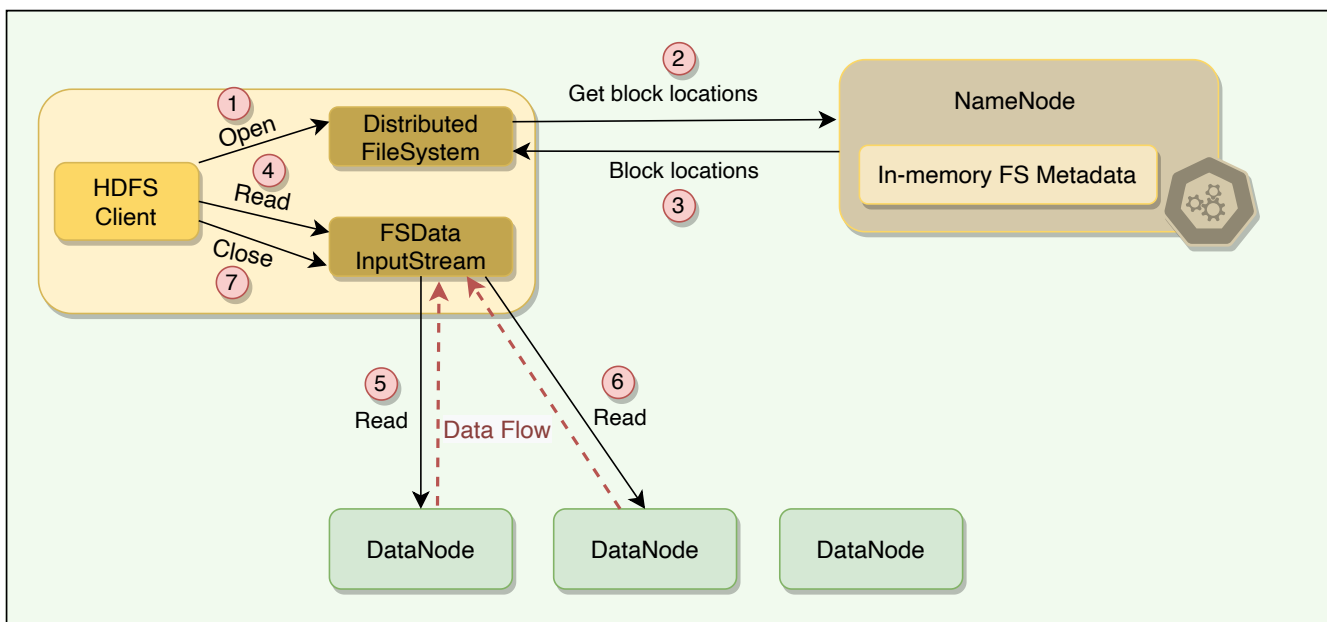 2
Get block locations
NameNode
1
Open
Distributed
FileSystem
Block locations
3
In-memory FS Metadata
4
Read
HDFS
Client
FSData
InputStream
Close
7
5
Read
6
Read
Data Flow
DataNode
DataNode
DataNode